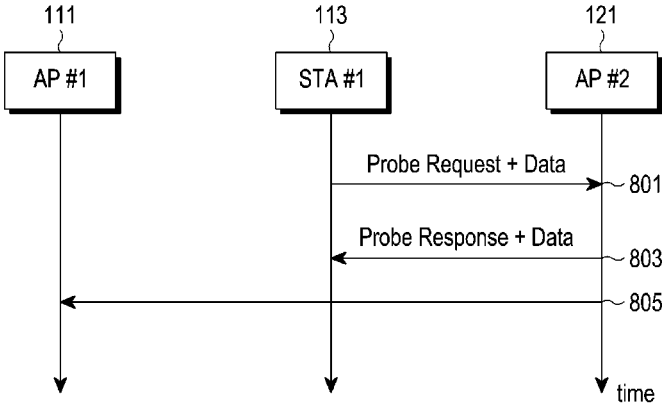 111
113
121
AP #1
STA #1
AP #2
Probe Request + Data
801
Probe Response + Data
803
805
time